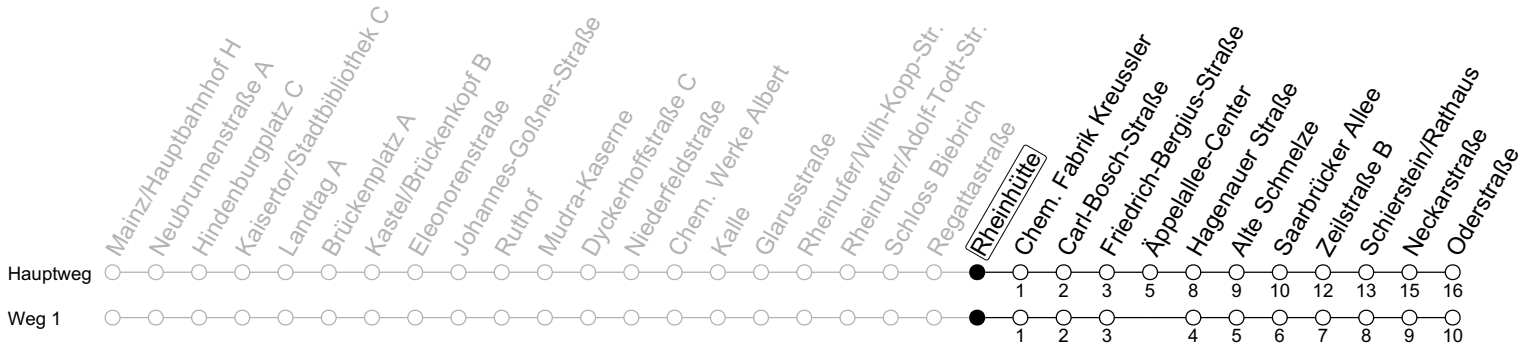 Mainz/Hauptbahnhof H
Neubrunnenstraße A
Hindenburgplatz C
Kaisertor/Stadtbibliothek C
Landtag A
Brückenplatz A
Kastel/Brückenkopf B
Eleonorenstraße
Johannes-Goßner-Straße
Ruthof
Mudra-Kaserne
Dyckerhoffstraße C
Niederfeldstraße
Chem. Werke Albert
Kalle
Glarusstraße
Rheinufer/Wilh-Kopp-Str.
Rheinufer/Adolf-Todt-Str.
Schloss Biebrich
Regattastraße
Rheinhütte
Chem. Fabrik Kreussler
Carl-Bosch-Straße
Friedrich-Bergius-Straße
Äppelallee-Center
Hagenauer Straße
Alte Schmelze
Saarbrücker Allee
Zeilstraße B
Schierstein/Rathaus
Neckarstraße
Oderstraße
Hauptweg
1 2 3 5 8 9 10 12 13 15 16
Weg 1
1 2 3 4 5 6 7 8 9 10